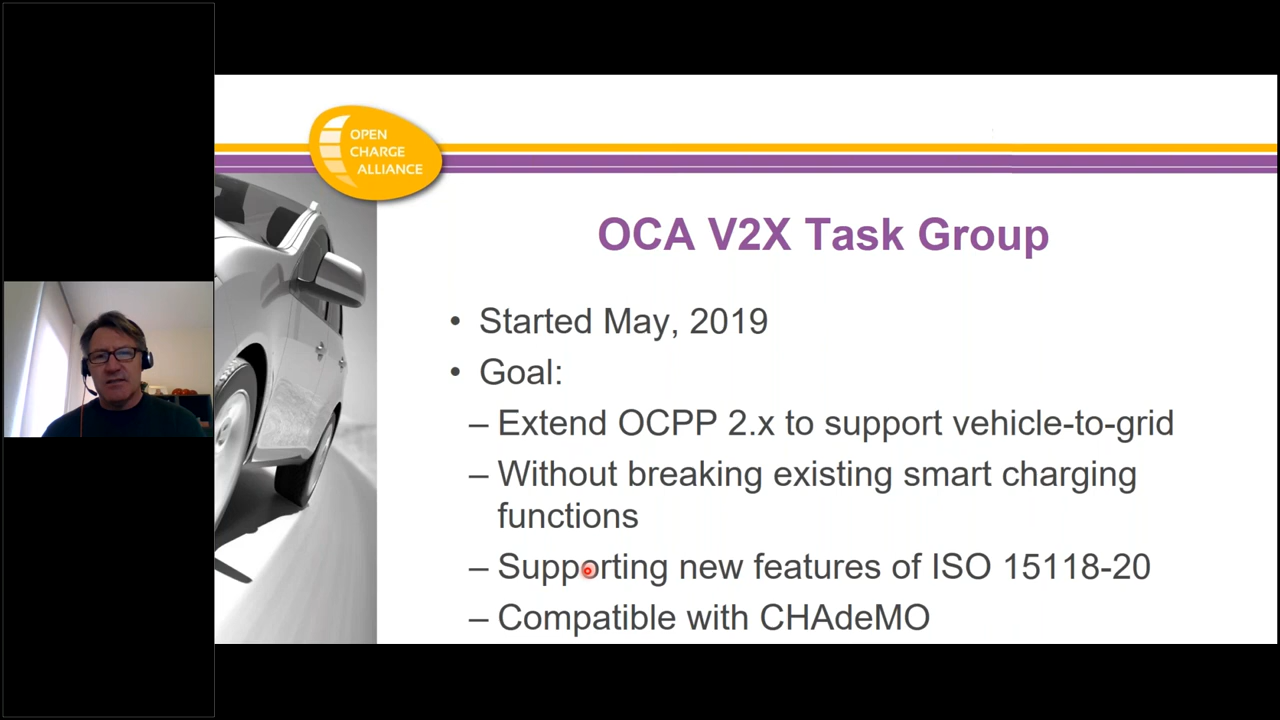 OPEN
CHARGE
ALLIANCE
OCA V2X Task Group
• Started May, 2019
• Goal:
– Extend OCPP 2.x to support vehicle-to-grid
– Without breaking existing smart charging
functions
– Supporting new features of ISO 15118-20
– Compatible with CHAdeMO